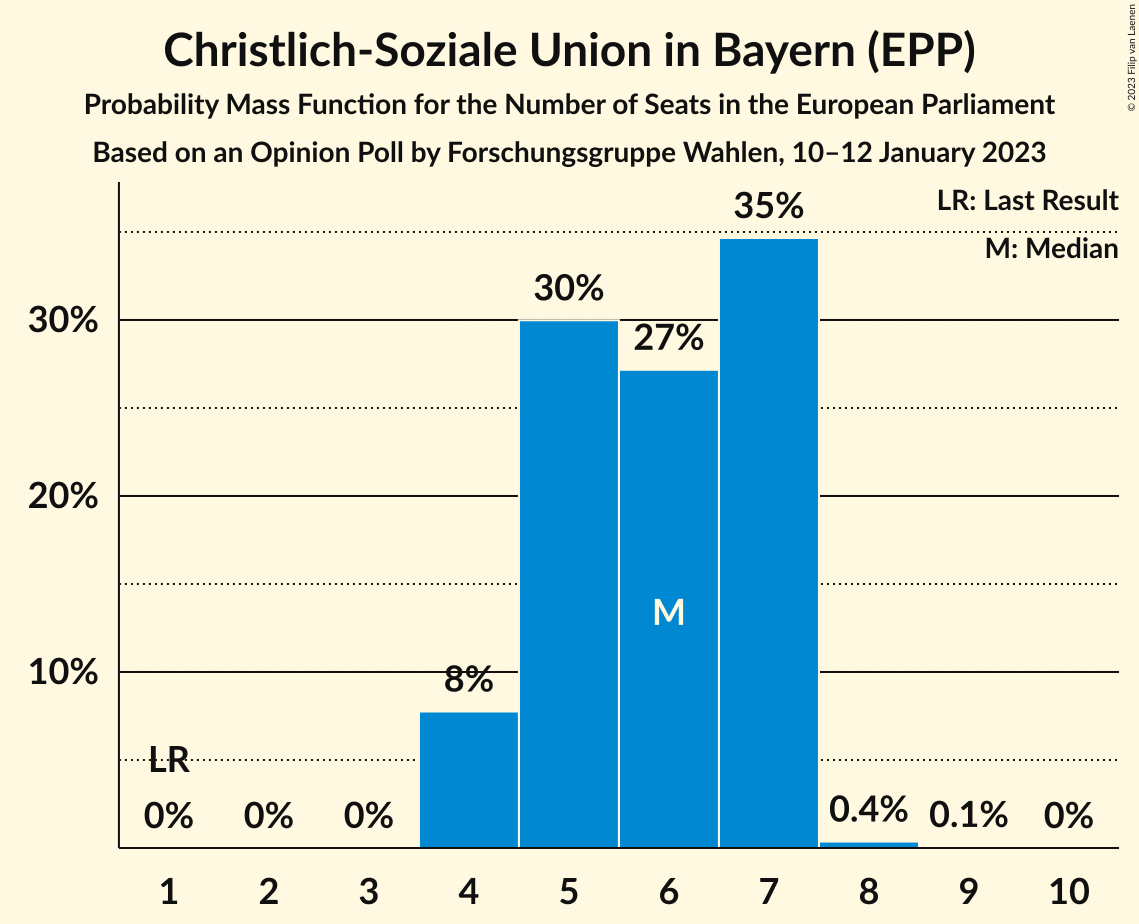 Christlich-Soziale Union in Bayern (EPP)
Probability Mass Function for the Number of Seats in the European Parliament
Based on an Opinion Poll by Forschungsgruppe Wahlen, 10–12 January 2023
© 2023 Filip van Laenen
LR: Last Result
M: Median
35%
30%
30%
27%
20%
M
10%
8%
LR
0%
0%
0%
0.4%
0.1%
0%
1 2 3 4 5 6 7 8 9 10